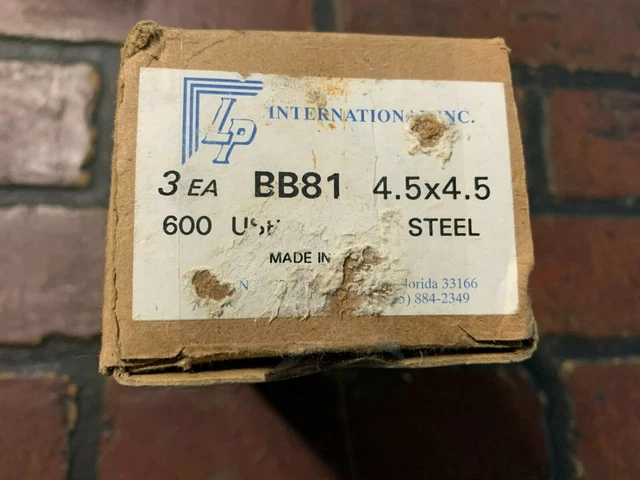 LP INTERNATIONAL INC.
3 EA BB81 4.5x4.5
600 STEEL
MADE IN
Florida 33166
884-2349